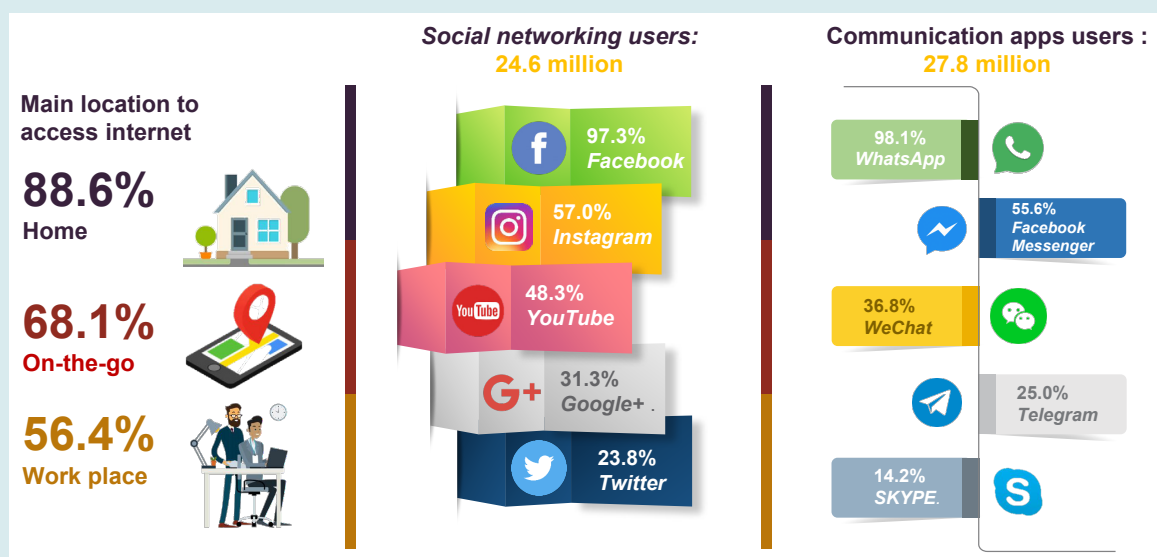 Main location to
access internet
88.6%
Home
68.1%
On-the-go
56.4%
Work place
Social networking users:
24.6 million
f
97.3%
Facebook
57.0%
Instagram
You Tube
48.3%
YouTube
G+
31.3%
Google+ .
23.8%
Twitter
Communication apps users :
27.8 million
98.1%
WhatsApp
55.6%
Facebook
Messenger
36.8%
WeChat
25.0%
Telegram
14.2%
SKYPE.
S